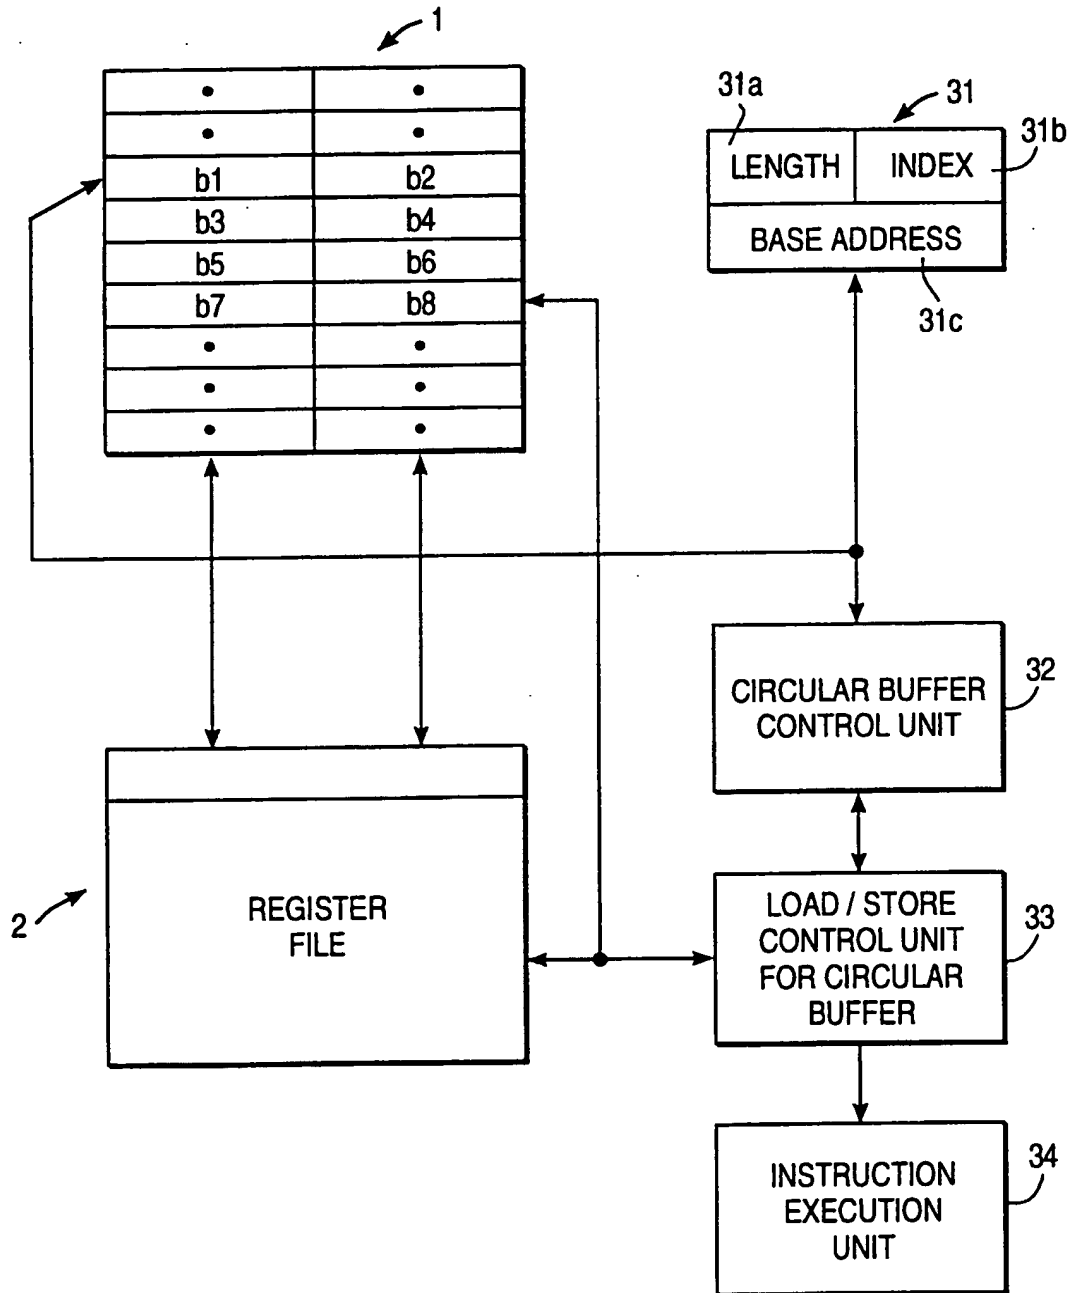 1
b1 b2
b3 b4
b5 b6
b7 b8
31a
31
31b
LENGTH INDEX
BASE ADDRESS
31c
CIRCULAR BUFFER
CONTROL UNIT
32
2
REGISTER
FILE
LOAD / STORE
CONTROL UNIT
FOR CIRCULAR
BUFFER
33
INSTRUCTION
EXECUTION
UNIT
34